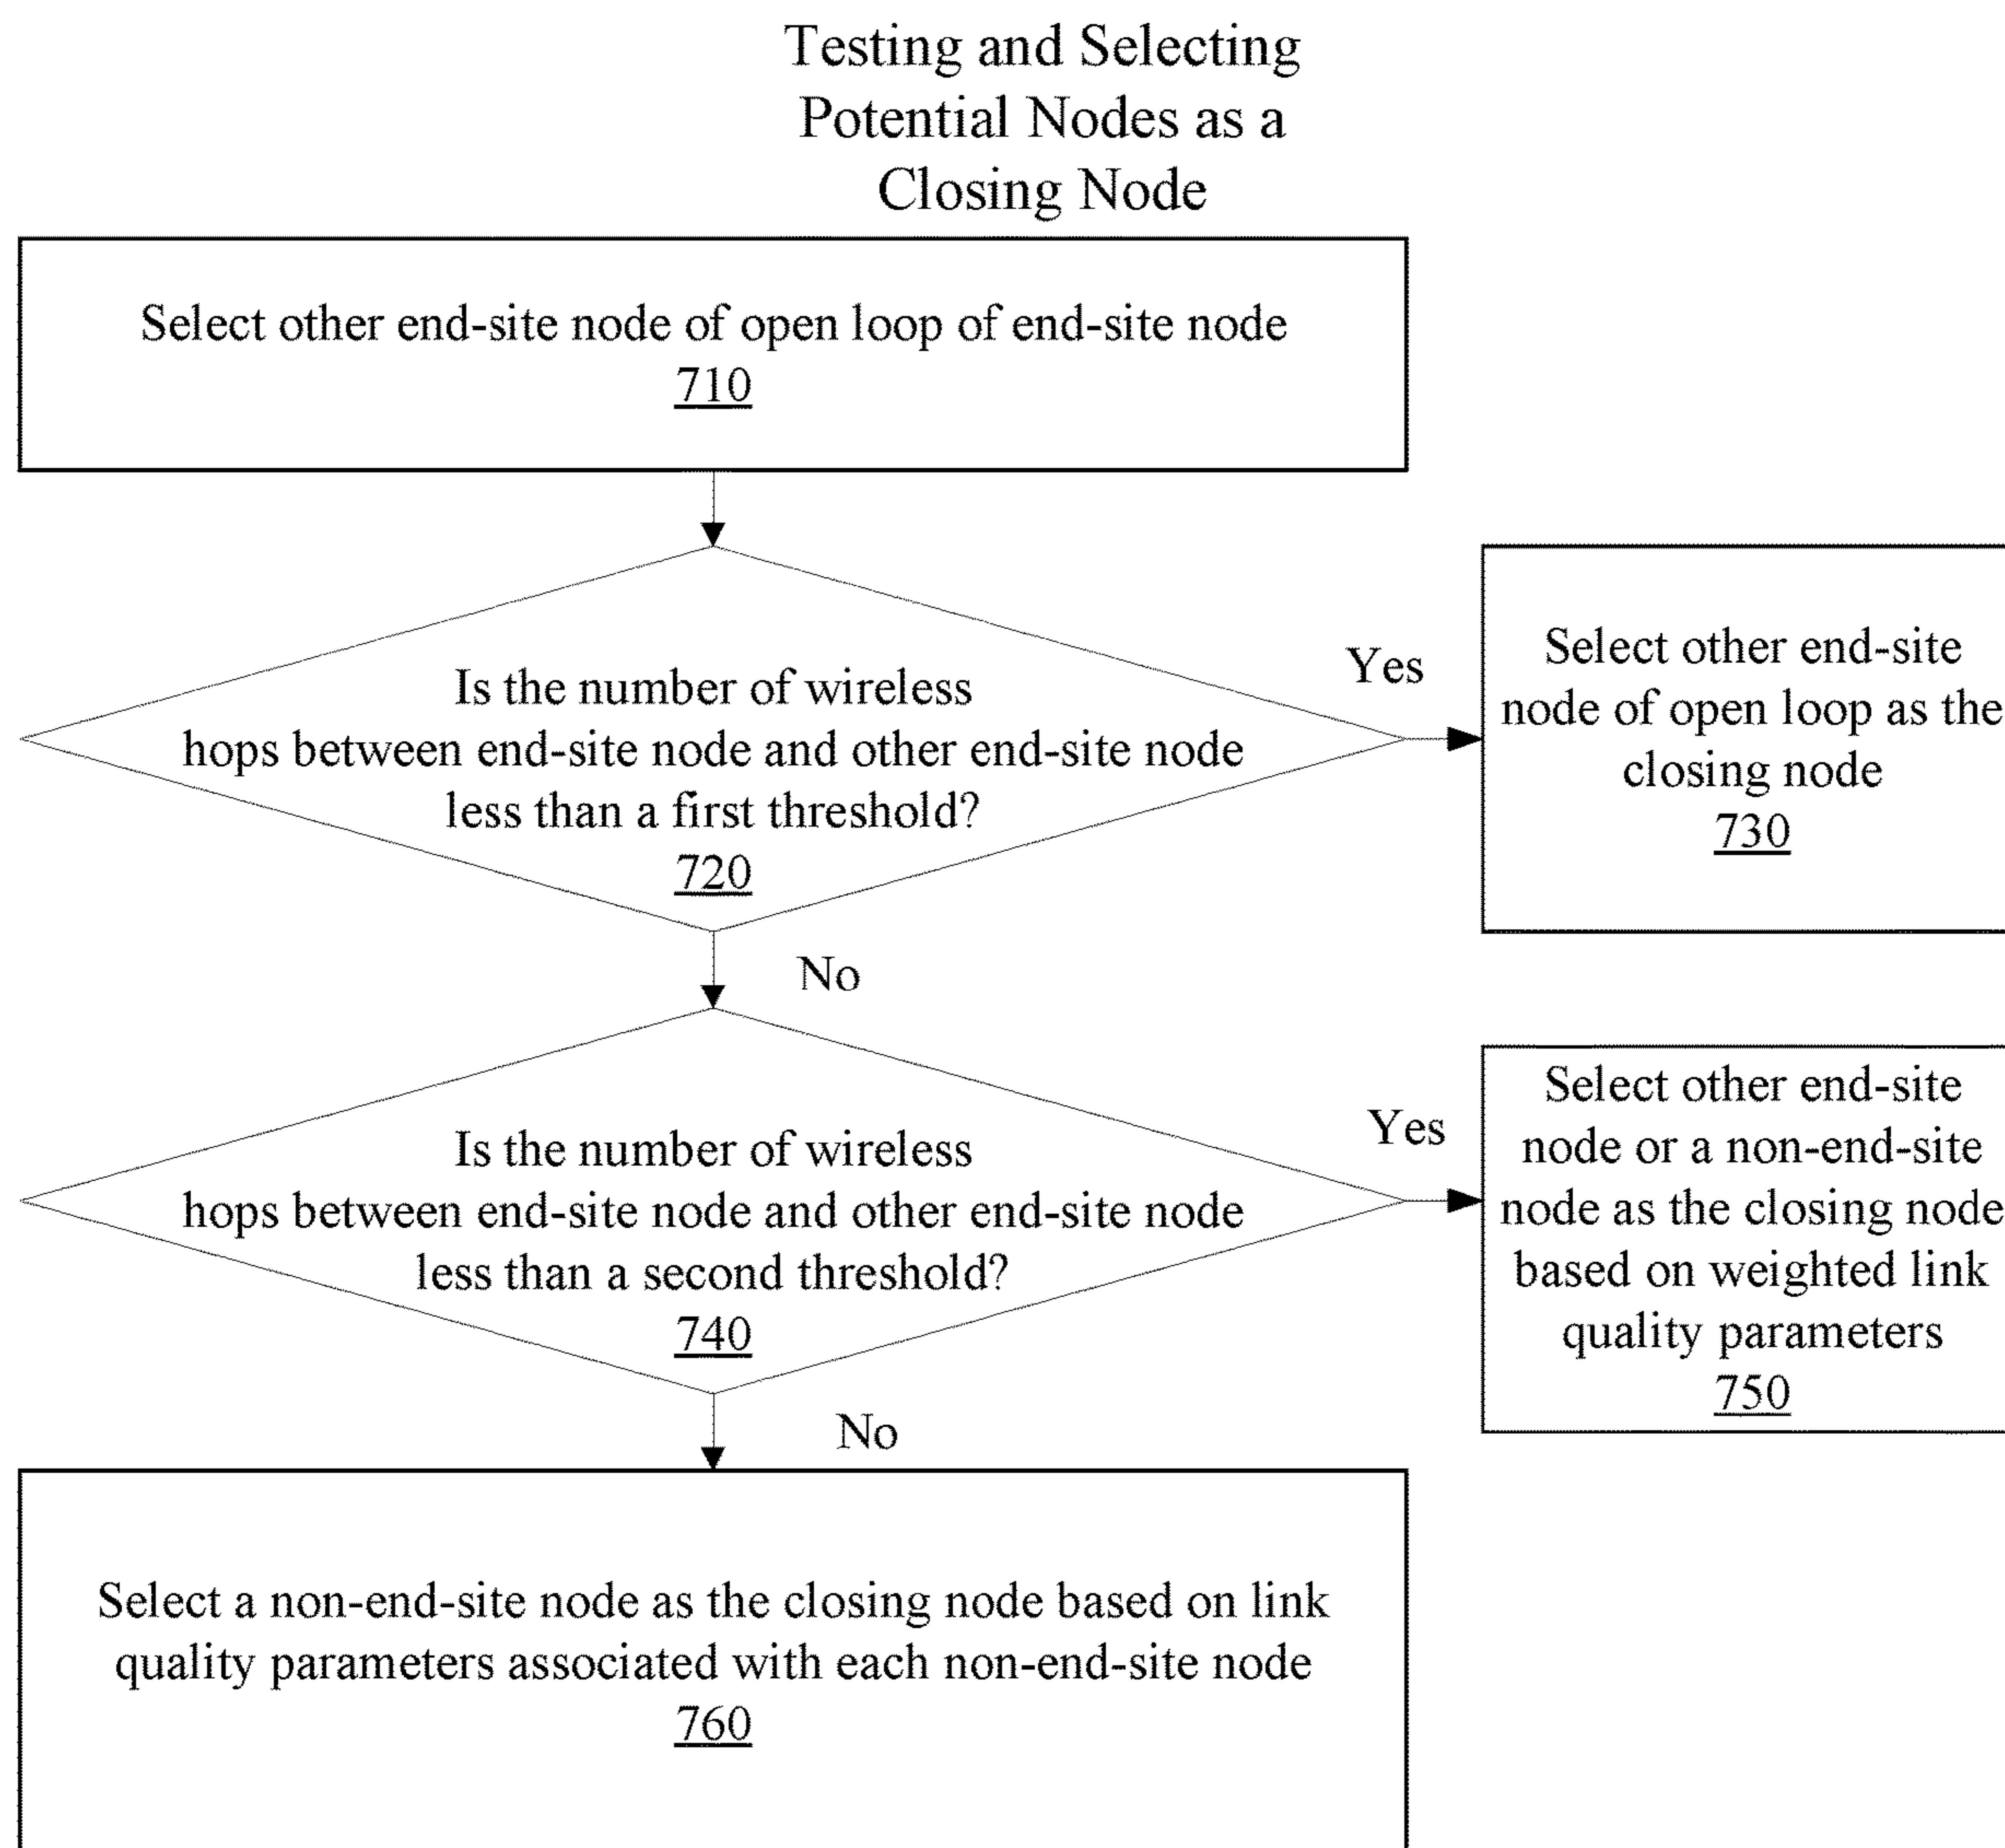 Testing and Selecting
Potential Nodes as a
Closing Node
Select other end-site node of open loop of end-site node
710
Is the number of wireless
hops between end-site node and other end-site node
less than a first threshold?
720
Yes
Select other end-site
node of open loop as the
closing node
730
No
Is the number of wireless
hops between end-site node and other end-site node
less than a second threshold?
740
Yes
Select other end-site
node or a non-end-site
node as the closing node
based on weighted link
quality parameters
750
No
Select a non-end-site node as the closing node based on link
quality parameters associated with each non-end-site node
760